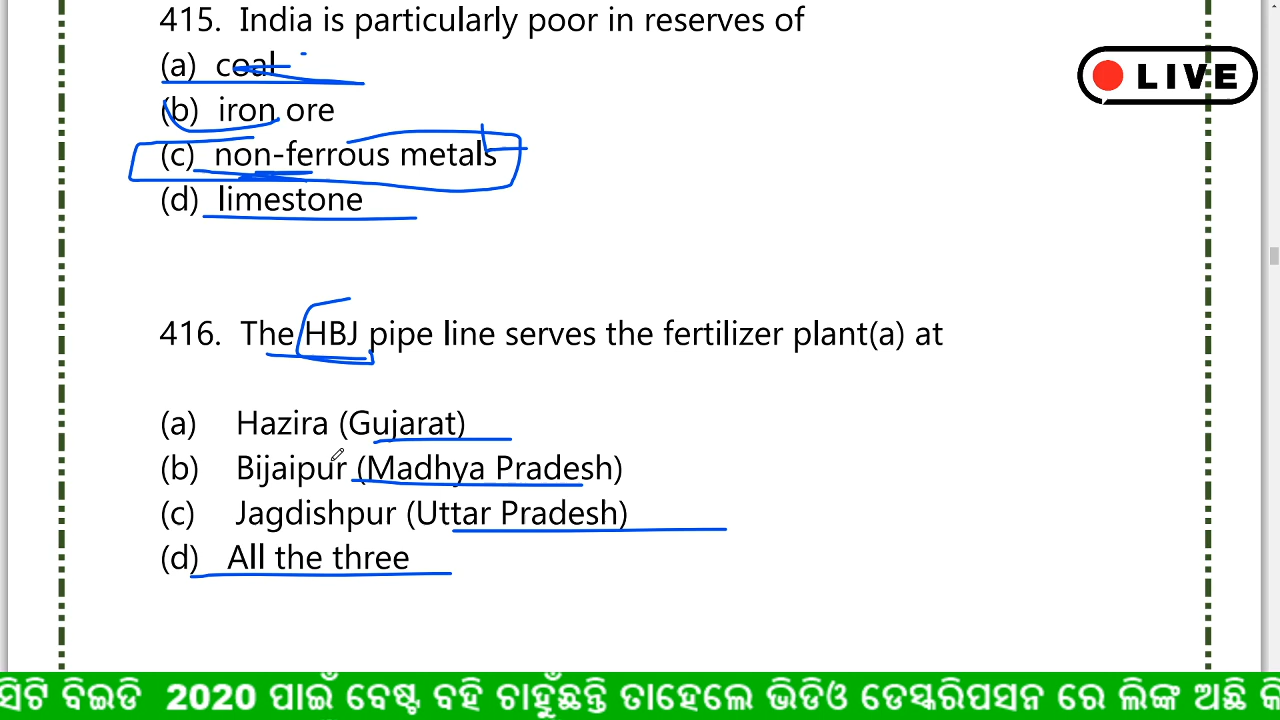 415. India is particularly poor in reserves of
(a) coal
(b) iron ore
(c) non-ferrous metals
(d) limestone
LIVE
416. The HBJ pipe line serves the fertilizer plant(a) at
(a) Hazira (Gujarat)
(b) Bijaipur (Madhya Pradesh)
(c) Jagdishpur (Uttar Pradesh)
(d) All the three
ସିଟି ବିଇଡି 2020 ପାଇଁ ବେଷ୍ଟ ବହି ଚାହୁଁଛନ୍ତି ତାହେଲେ ଭିଡିଓ ଡେସ୍କରିପସନ ରେ ଲିଙ୍କ ଅଛି